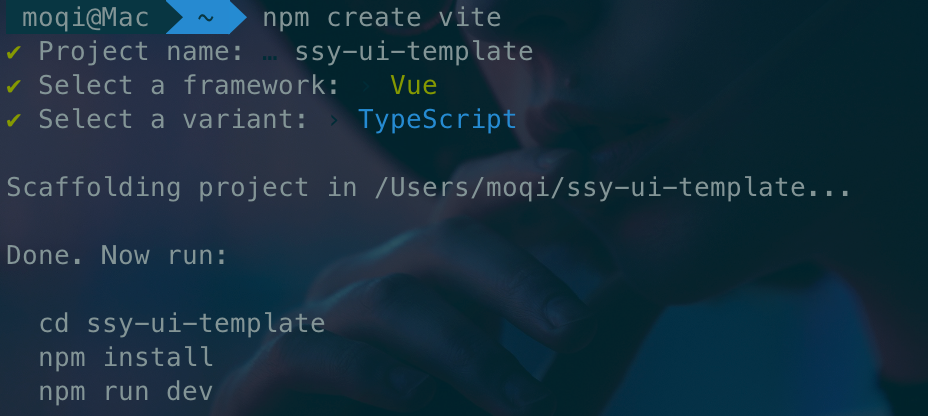 moqi@Mac ~ npm create vite
✔ Project name: … ssy-ui-template
✔ Select a framework: › Vue
✔ Select a variant: › TypeScript
Scaffolding project in /Users/moqi/ssy-ui-template...
Done. Now run:
cd ssy-ui-template
npm install
npm run dev